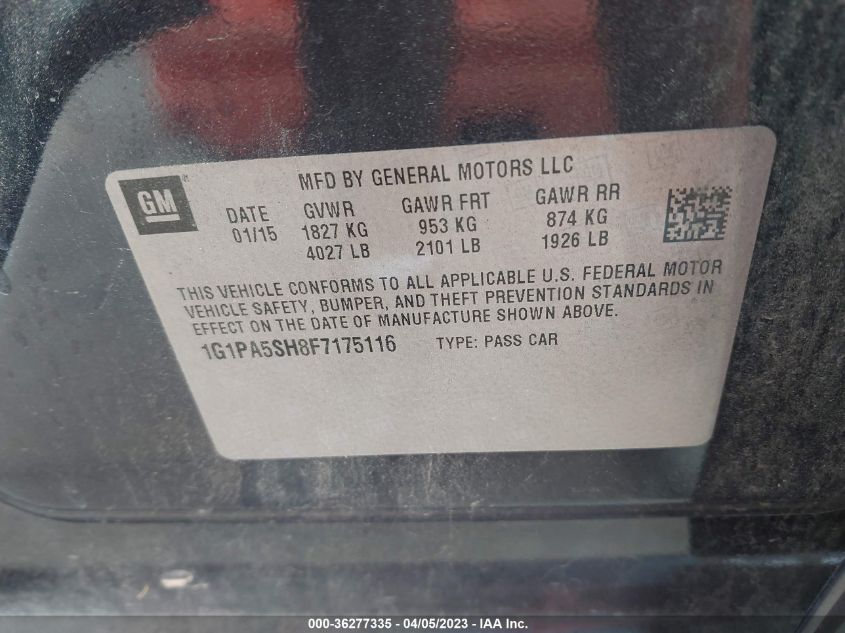 GM
MFD BY GENERAL MOTORS LLC
DATE GVWR GAWR FRT GAWR RR
01/15 1827 KG 953 KG 874 KG
4027 LB 2101 LB 1926 LB
THIS VEHICLE CONFORMS TO ALL APPLICABLE U.S. FEDERAL MOTOR
VEHICLE SAFETY, BUMPER, AND THEFT PREVENTION STANDARDS IN
EFFECT ON THE DATE OF MANUFACTURE SHOWN ABOVE.
1G1PA5SH8F7175116 TYPE: PASS CAR
000-36277335 - 04/05/2023 - IAA Inc.